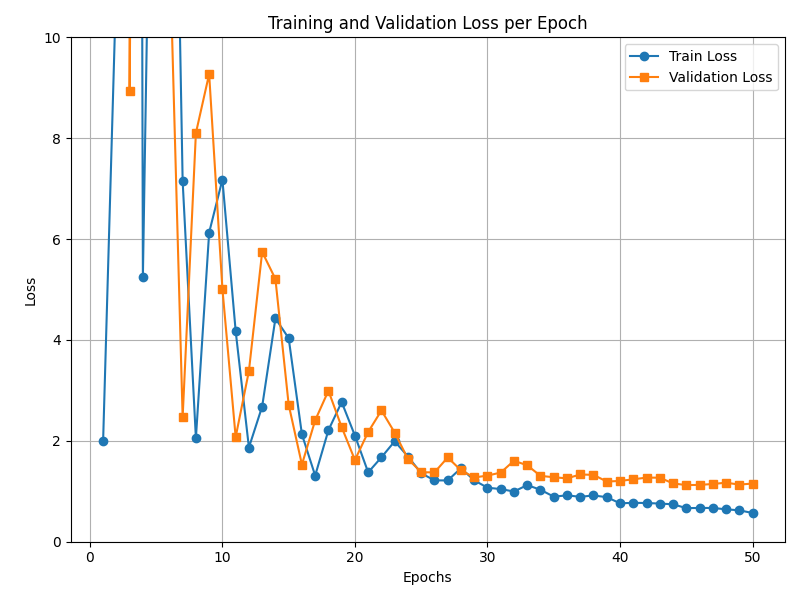 Training and Validation Loss per Epoch
Train Loss
Validation Loss
Loss
10
8
6
4
2
0
0 10 20 30 40 50
Epochs